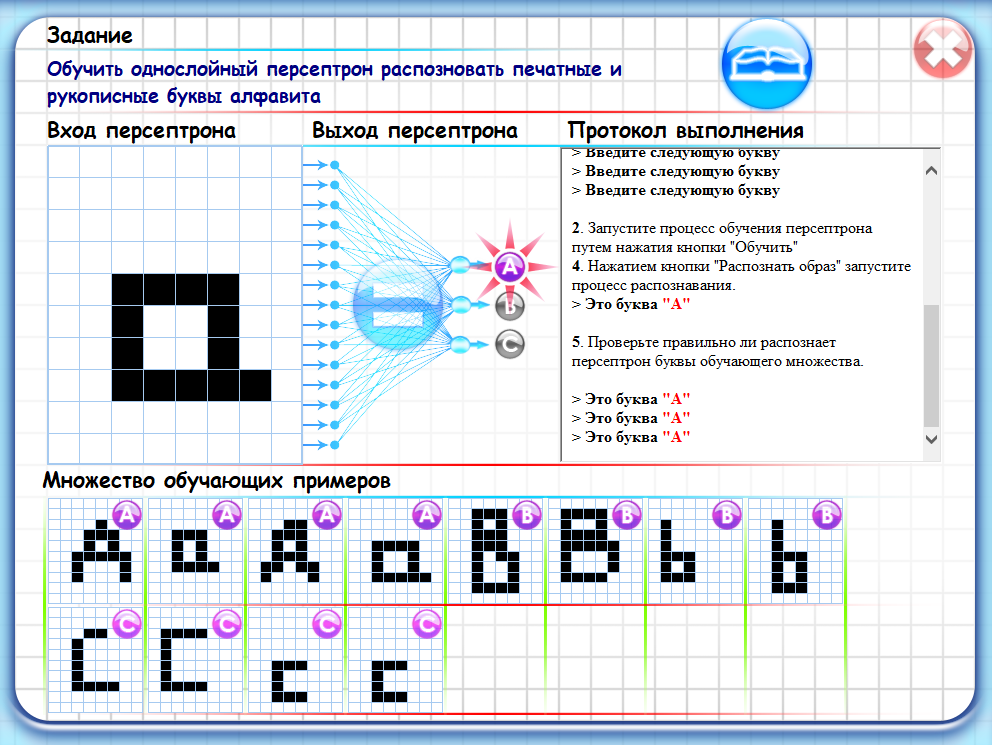 Задание
Обучить однослойный персептрон распозновать печатные и
рукописные буквы алфавита
Вход персептрона
Выход персептрона
Протокол выполнения
> Введите следующую букву
> Введите следующую букву
> Введите следующую букву
2. Запустите процесс обучения персептрона
путем нажатия кнопки "Обучить"
4. Нажатием кнопки "Распознать образ" запустите
процесс распознавания.
> Это буква "А"
5. Проверьте правильно ли распознает
персептрон буквы обучающего множества.
> Это буква "А"
> Это буква "А"
> Это буква "А"
A
B
C
Множество обучающих примеров
A A A A B B B B
C C C C